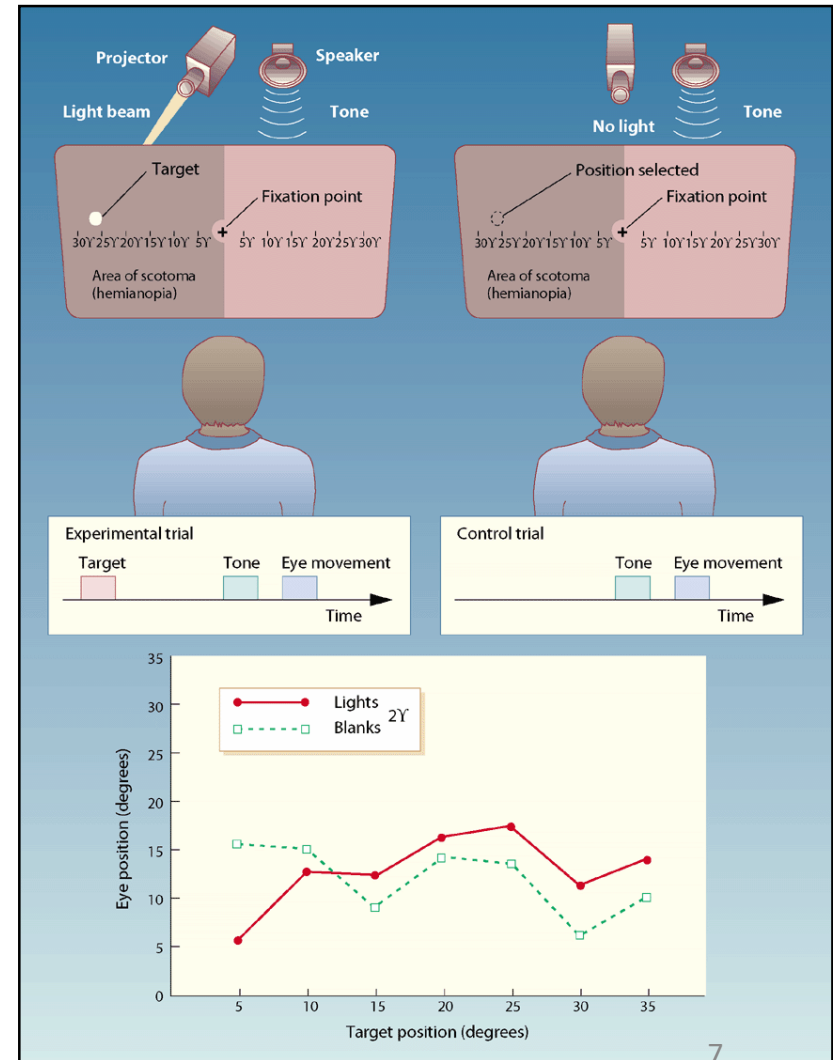 Projector
Speaker
Light beam
Tone
Target
Fixation point
30ϒ 25ϒ 20ϒ 15ϒ 10ϒ 5ϒ + 5ϒ 10ϒ 15ϒ 20ϒ 25ϒ 30ϒ
Area of scotoma
(hemianopia)
No light
Tone
Position selected
Fixation point
30ϒ 25ϒ 20ϒ 15ϒ 10ϒ 5ϒ + 5ϒ 10ϒ 15ϒ 20ϒ 25ϒ 30ϒ
Area of scotoma
(hemianopia)
Experimental trial
Target Tone Eye movement
Time
Control trial
Tone Eye movement
Time
Eye position (degrees)
35
30
25
20
15
10
5
0
Lights
2ϒ
Blanks
5 10 15 20 25 30 35
Target position (degrees)
7